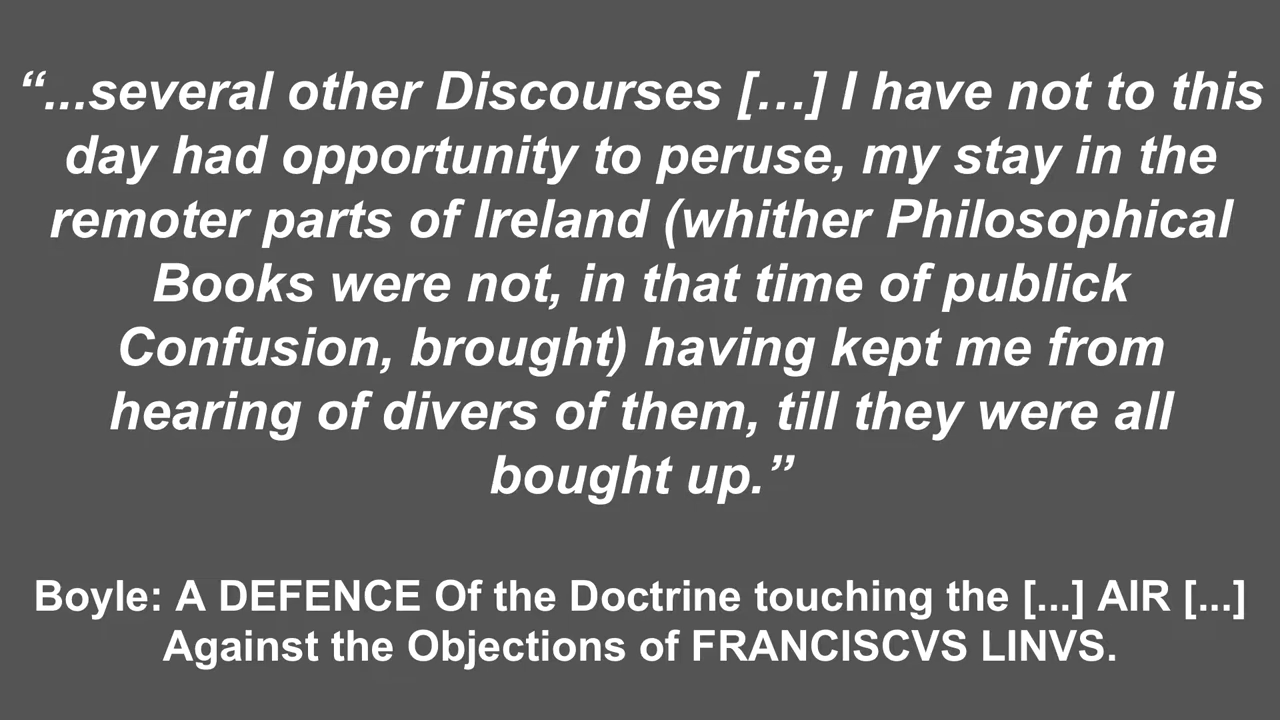 “...several other Discourses […] I have not to this
day had opportunity to peruse, my stay in the
remoter parts of Ireland (whither Philosophical
Books were not, in that time of publick
Confusion, brought) having kept me from
hearing of divers of them, till they were all
bought up.”
Boyle: A DEFENCE Of the Doctrine touching the [...] AIR [...]
Against the Objections of FRANCISCVS LINVS.